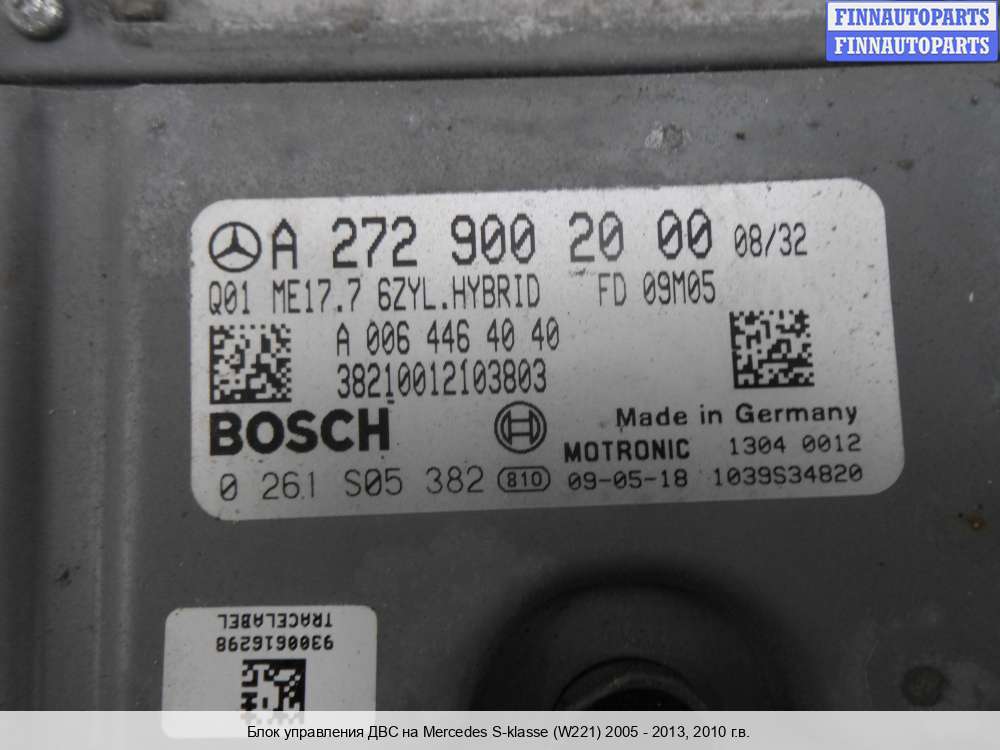 FINNAUTOPARTS
FINNAUTOPARTS
A 272 900 20 00 08/32
Q01 ME17.7 6ZYL.HYBRID FD 09M05
A 006 446 40 40
38210012103803
BOSCH
Made in Germany
MOTRONIC 1304 0012
0 261 S05 382 810 09-05-18 1039S34820
9300616298
TRACELABEL
Блок управления ДВС на Mercedes S-klasse (W221) 2005 - 2013, 2010 г.в.